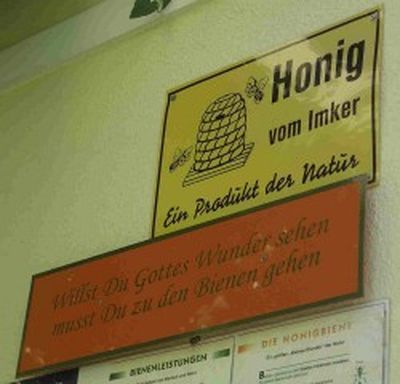 Honig
vom Imker
Ein Produkt der Natur
Willst Du Gottes Wunder sehen
musst Du zu den Bienen gehen
BIENENLEISTUNGEN
DIE HONIGBIENE